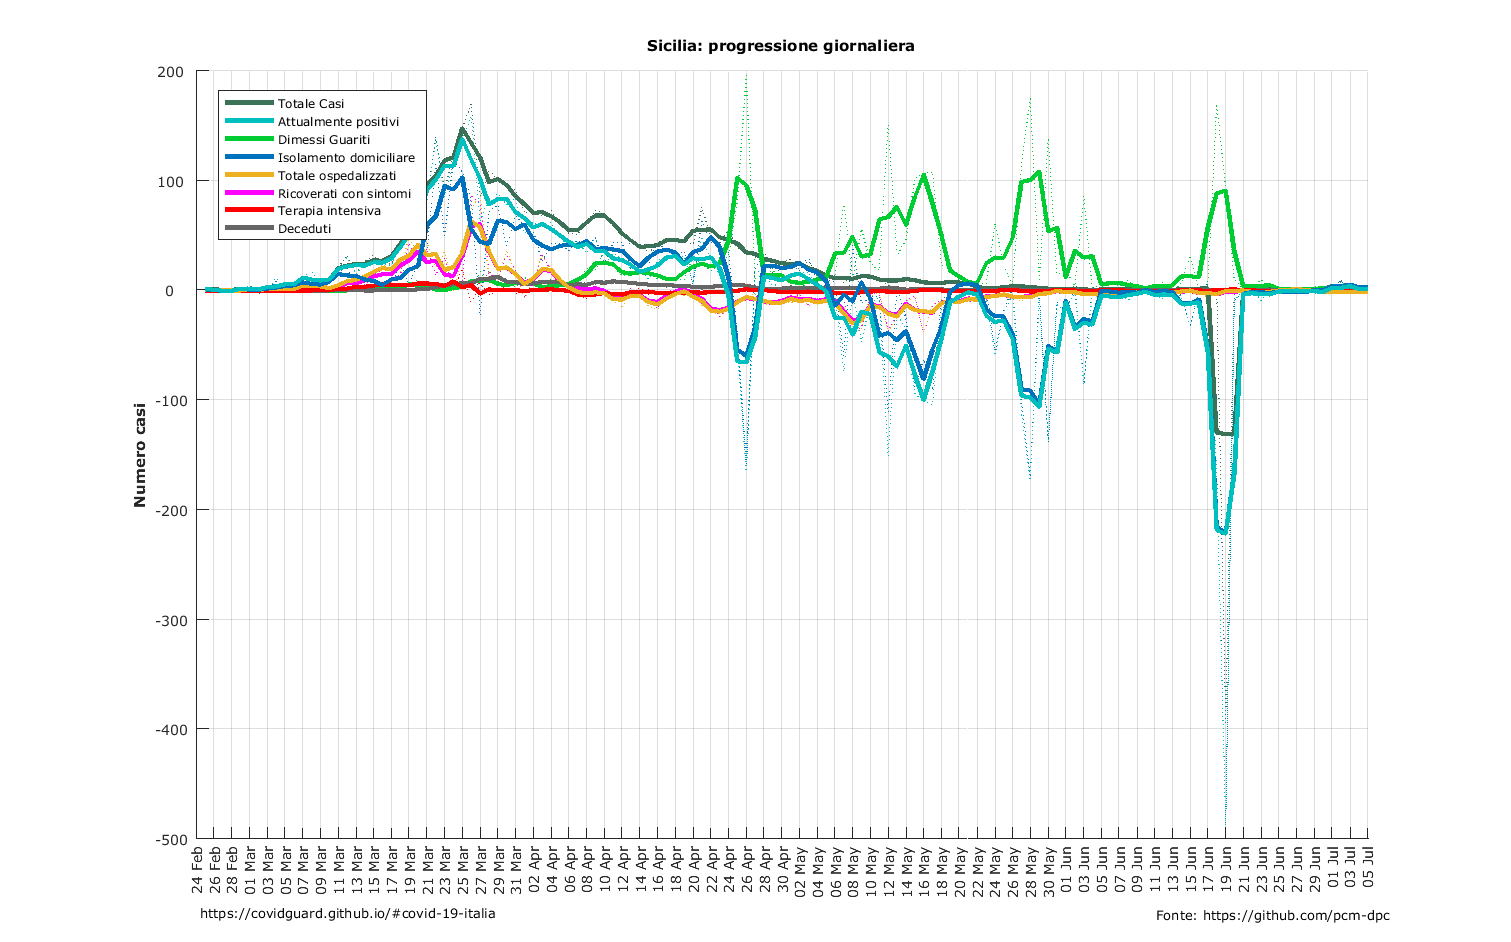 Sicilia: progressione giornaliera
Numero casi
200
100
0
-100
-200
-300
-400
-500
Totale Casi
Attualmente positivi
Dimessi Guariti
Isolamento domiciliare
Totale ospedalizzati
Ricoverati con sintomi
Terapia intensiva
Deceduti
24 Feb
26 Feb
28 Feb
01 Mar
03 Mar
05 Mar
07 Mar
09 Mar
11 Mar
13 Mar
15 Mar
17 Mar
19 Mar
21 Mar
23 Mar
25 Mar
27 Mar
29 Mar
31 Mar
02 Apr
04 Apr
06 Apr
08 Apr
10 Apr
12 Apr
14 Apr
16 Apr
18 Apr
20 Apr
22 Apr
24 Apr
26 Apr
28 Apr
30 Apr
02 May
04 May
06 May
08 May
10 May
12 May
14 May
16 May
18 May
20 May
22 May
24 May
26 May
28 May
30 May
01 Jun
03 Jun
05 Jun
07 Jun
09 Jun
11 Jun
13 Jun
15 Jun
17 Jun
19 Jun
21 Jun
23 Jun
25 Jun
27 Jun
29 Jun
01 Jul
03 Jul
05 Jul
https://covidguard.github.io/#covid-19-italia
Fonte: https://github.com/pcm-dpc